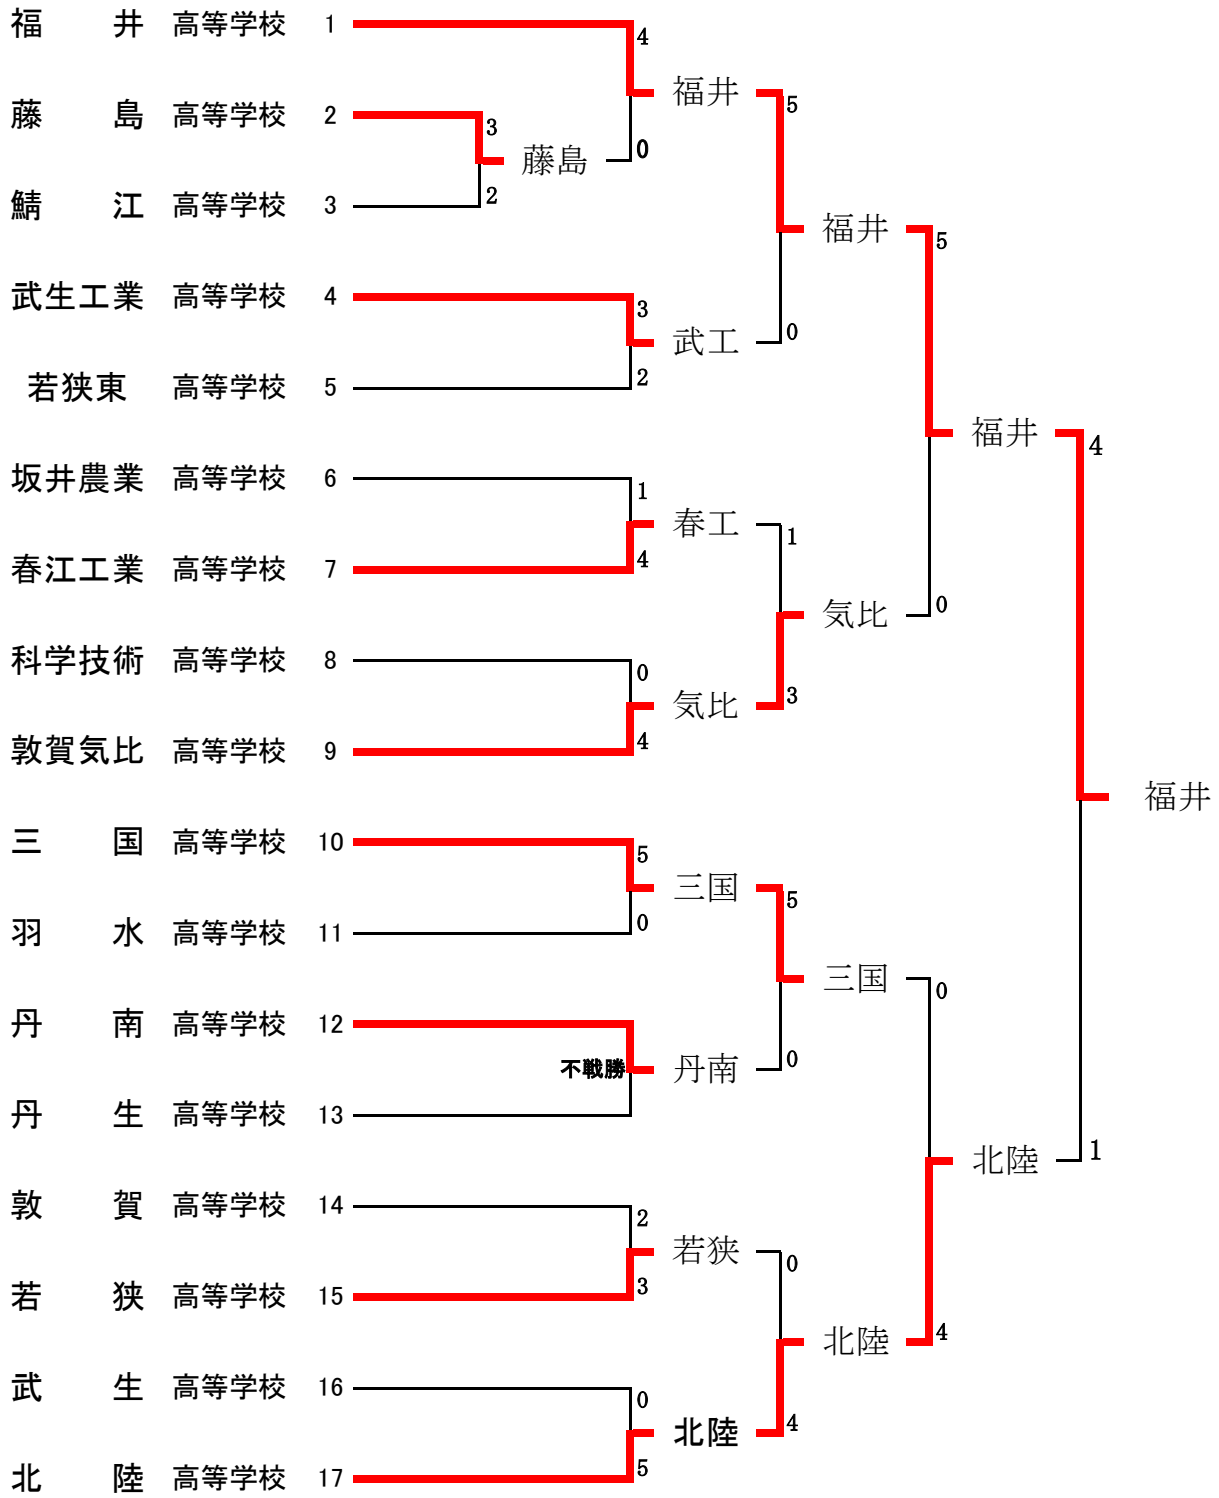 福井 高等学校 1
4
福井
5
藤島 高等学校 2
3
藤島
0
鯖江 高等学校 3
2
福井
5
武生工業 高等学校 4
3
武工
0
若狭東 高等学校 5
2
福井
4
坂井農業 高等学校 6
1
春工
1
春江工業 高等学校 7
4
気比
0
科学技術 高等学校 8
0
気比
3
敦賀気比 高等学校 9
4
福井
三国 高等学校 10
5
三国
5
羽水 高等学校 11
0
三国
0
丹南 高等学校 12
不戦勝
丹南
0
丹生 高等学校 13
北陸
1
敦賀 高等学校 14
2
若狭
0
若狭 高等学校 15
3
北陸
4
武生 高等学校 16
0
北陸
4
北陸 高等学校 17
5